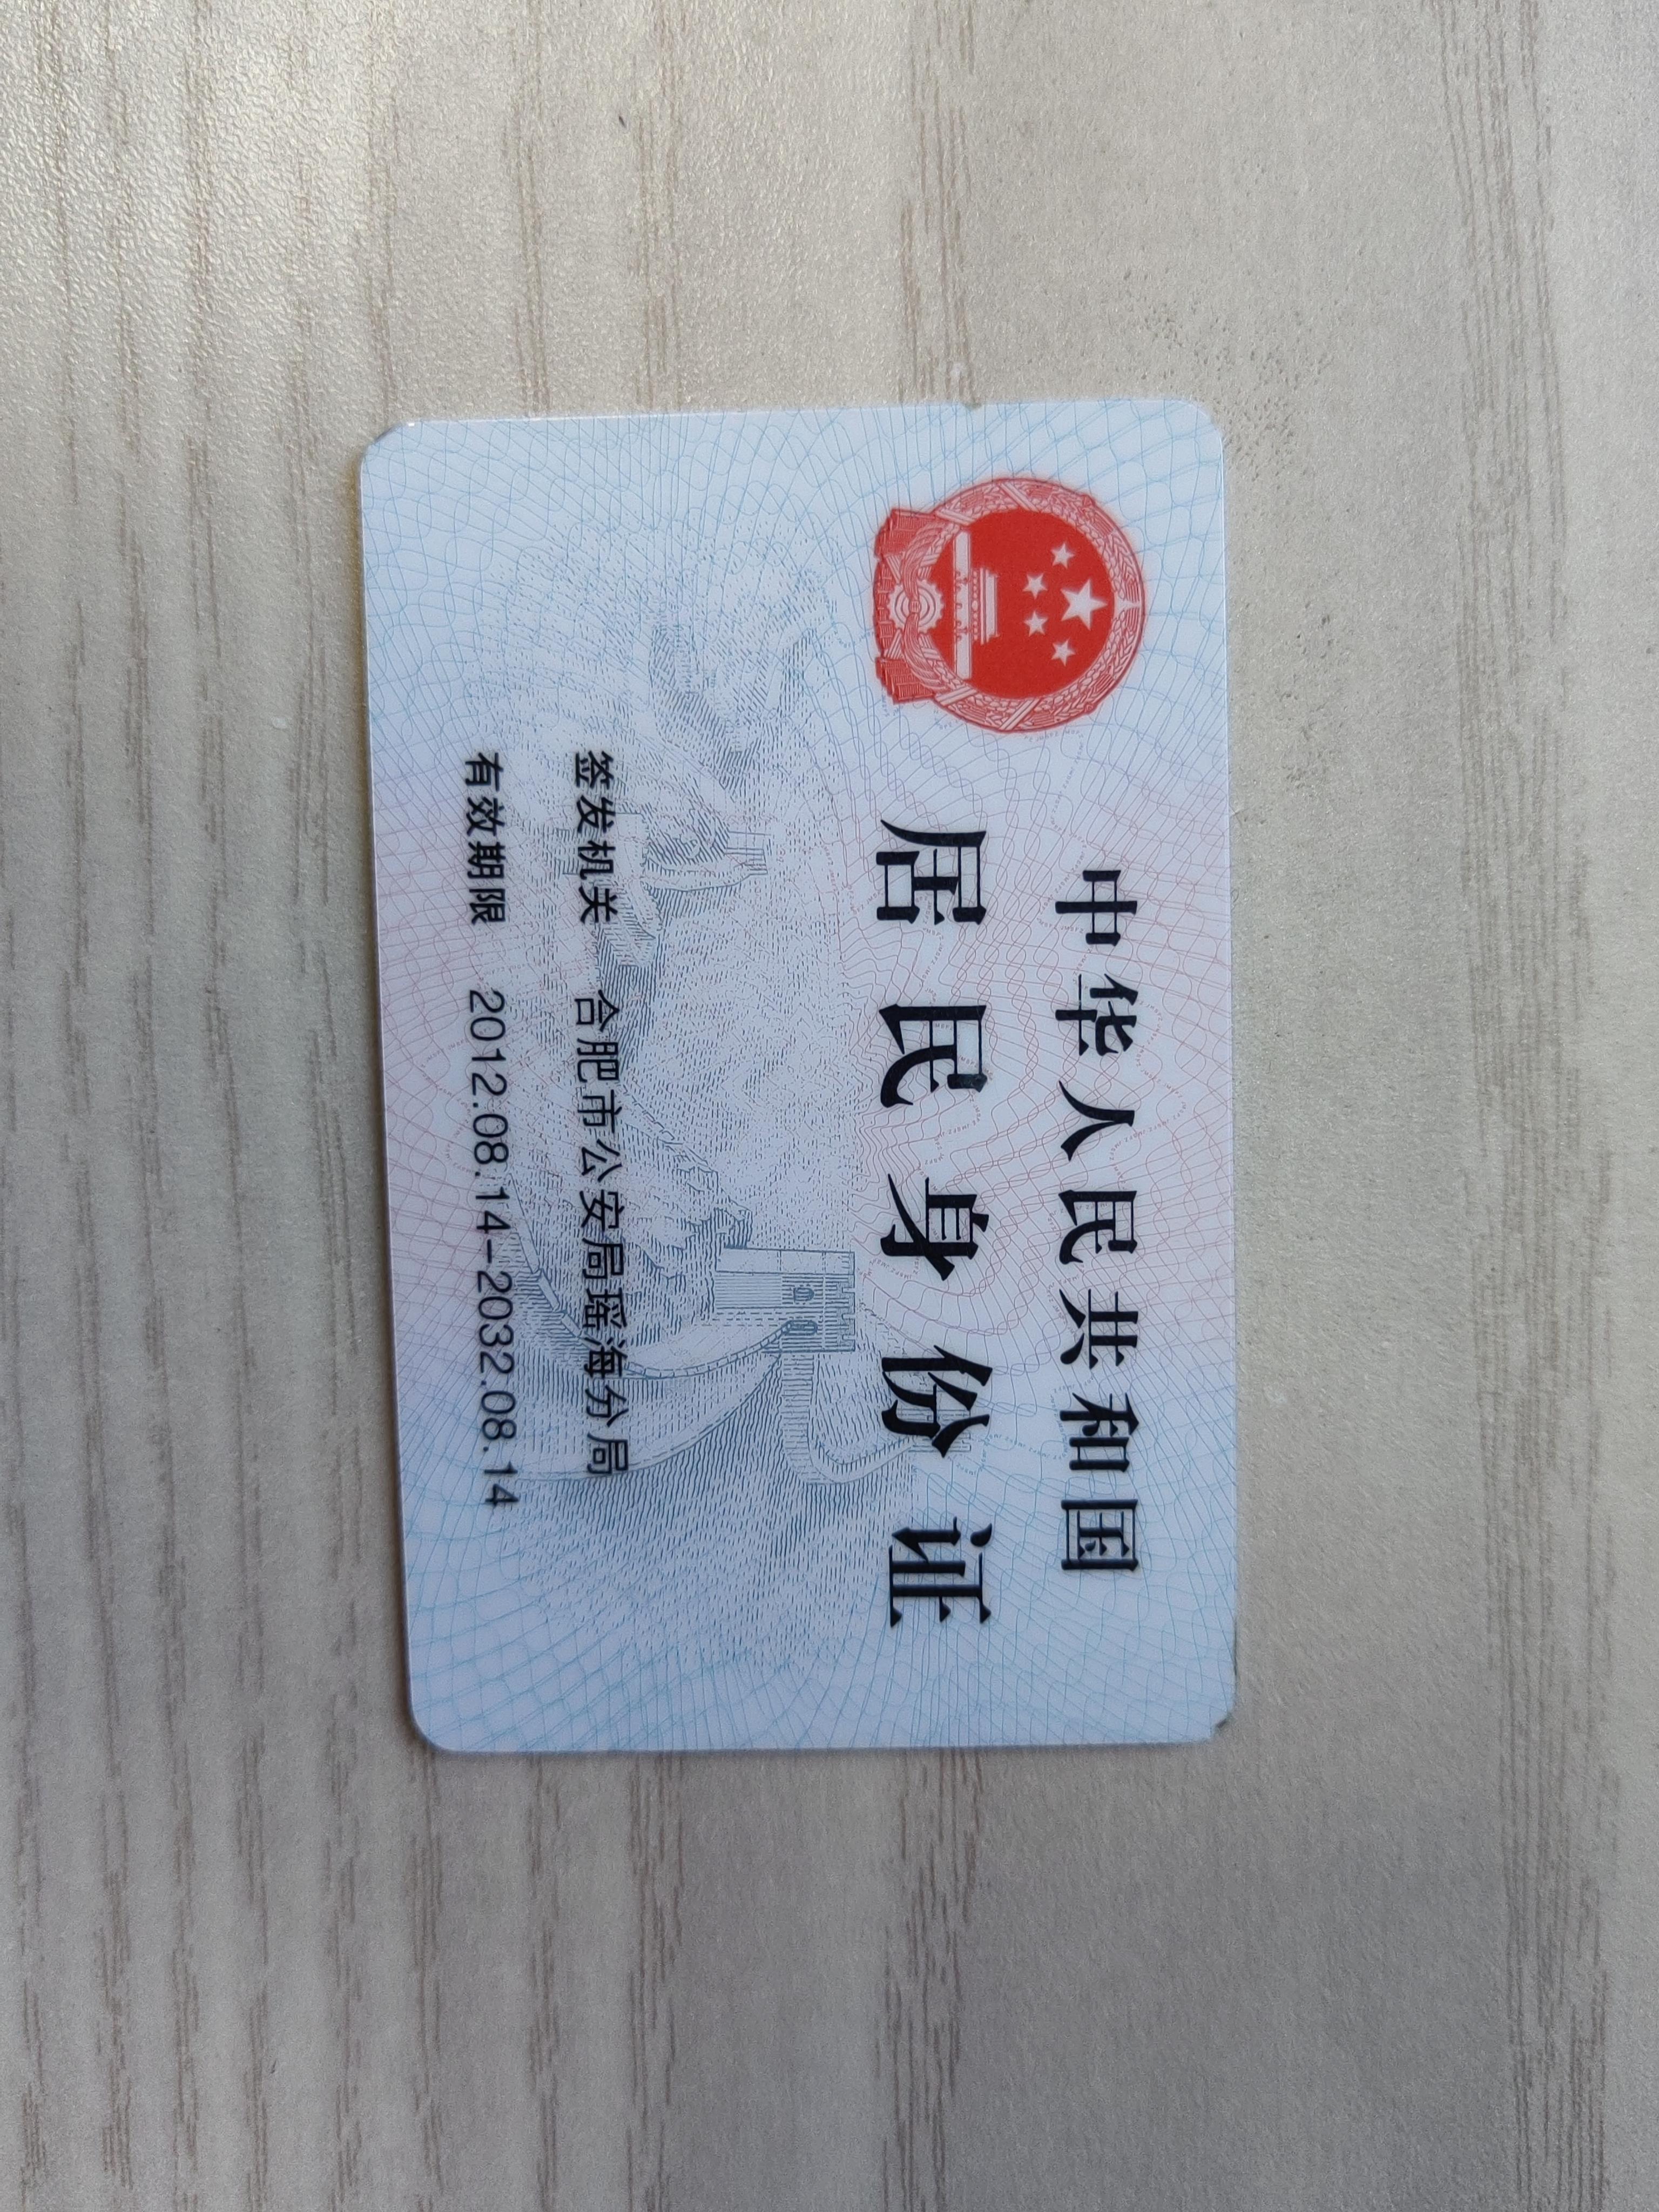 中华人民共和国
居民身份证
签发机关 合肥市公安局瑶海分局
有效期限 2012.08.14-2032.08.14